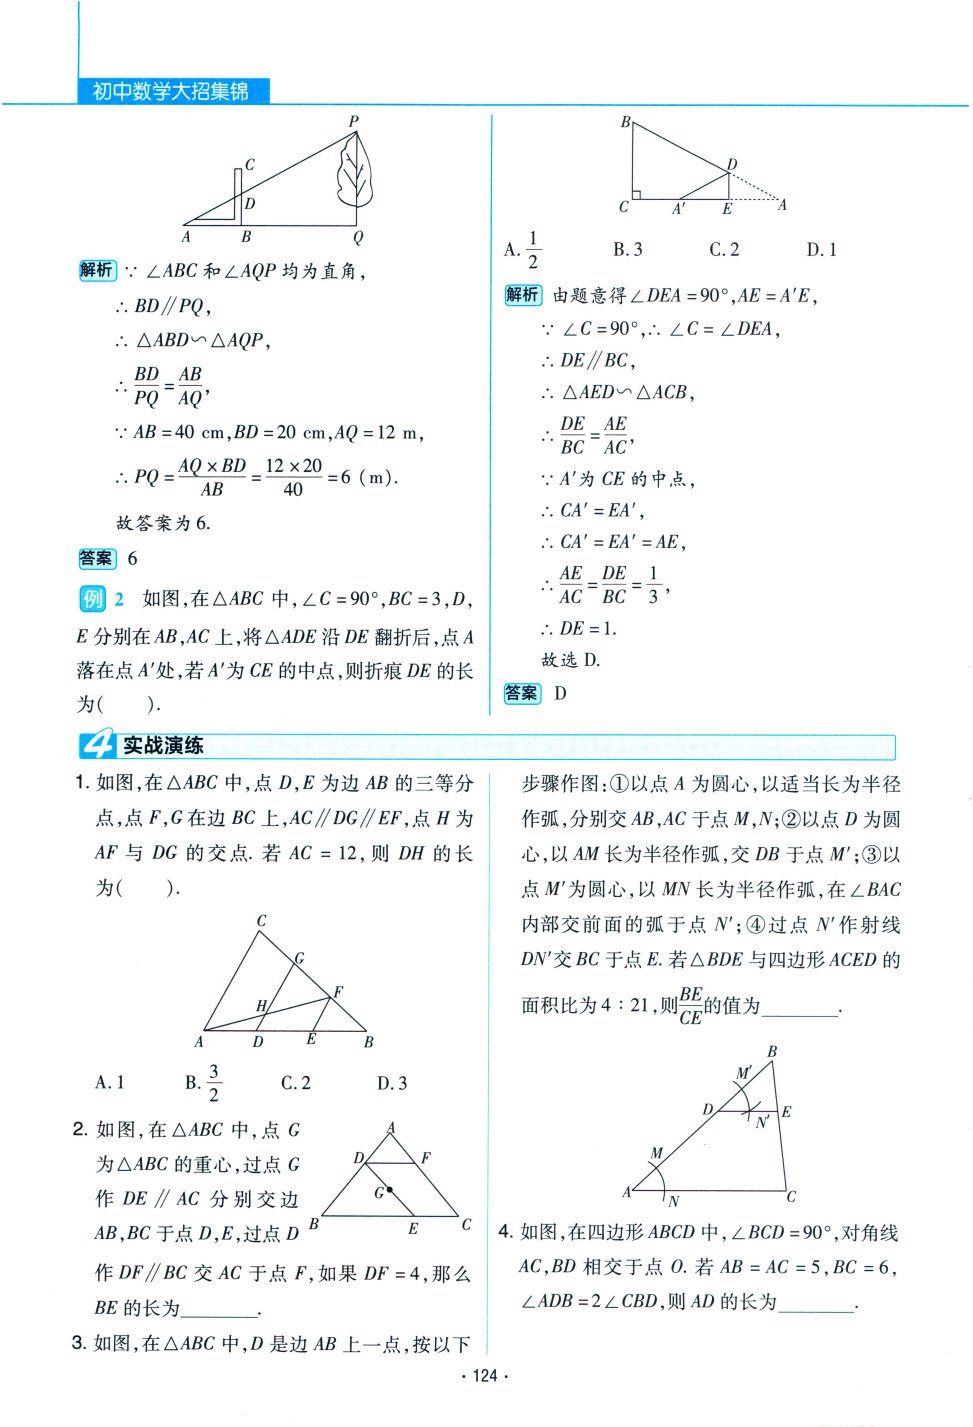 初中数学大招集锦
P
C
D
A
B
Q
解析 ∵ ∠ABC 和∠AQP 均为直角，
∴ BD∥PQ，
∴ △ABD∽△AQP，
∴ BD/PQ = AB/AQ，
∵ AB = 40 cm，BD = 20 cm，AQ = 12 m，
∴ PQ = AQ × BD/AB = 12 × 20/40 = 6 (m).
故答案为 6.
答案 6
例 2 如图，在△ABC 中，∠C = 90°，BC = 3，D，
E 分别在 AB，AC 上，将△ADE 沿 DE 翻折后，点 A
落在点 A′处，若 A′为 CE 的中点，则折痕 DE 的长
为( ).
B
D
C
A′
E
A
A. 1/2 B. 3 C. 2 D. 1
解析 由题意得∠DEA = 90°，AE = A′E，
∵ ∠C = 90°，∴ ∠C = ∠DEA，
∴ DE∥BC，
∴ △AED∽△ACB，
∴ DE/BC = AE/AC，
∵ A′为 CE 的中点，
∴ CA′ = EA′，
∴ CA′ = EA′ = AE，
∴ AE/AC = DE/BC = 1/3，
∴ DE = 1.
故选 D.
答案 D
4 实战演练
1. 如图，在△ABC 中，点 D，E 为边 AB 的三等分
点，点 F，G 在边 BC 上，AC∥DG∥EF，点 H 为
AF 与 DG 的交点. 若 AC = 12，则 DH 的长
为( ).
C
G
F
H
A
D
E
B
A. 1 B. 3/2 C. 2 D. 3
2. 如图，在△ABC 中，点 G
为△ABC 的重心，过点 G
作 DE ∥ AC 分别交边
AB，BC 于点 D，E，过点 D
作 DF∥BC 交 AC 于点 F，如果 DF = 4，那么
BE 的长为________.
A
D
F
G
B
E
C
3. 如图，在△ABC 中，D 是边 AB 上一点，按以下
步骤作图：①以点 A 为圆心，以适当长为半径
作弧，分别交 AB，AC 于点 M，N；②以点 D 为圆
心，以 AM 长为半径作弧，交 DB 于点 M′；③以
点 M′为圆心，以 MN 长为半径作弧，在∠BAC
内部交前面的弧于点 N′；④过点 N′作射线
DN′交 BC 于点 E. 若△BDE 与四边形 ACED 的
面积比为 4∶21，则BE/CE的值为________.
B
M′
D
E
N′
M
A
N
C
4. 如图，在四边形 ABCD 中，∠BCD = 90°，对角线
AC，BD 相交于点 O. 若 AB = AC = 5，BC = 6，
∠ADB = 2∠CBD，则 AD 的长为________.
· 124 ·